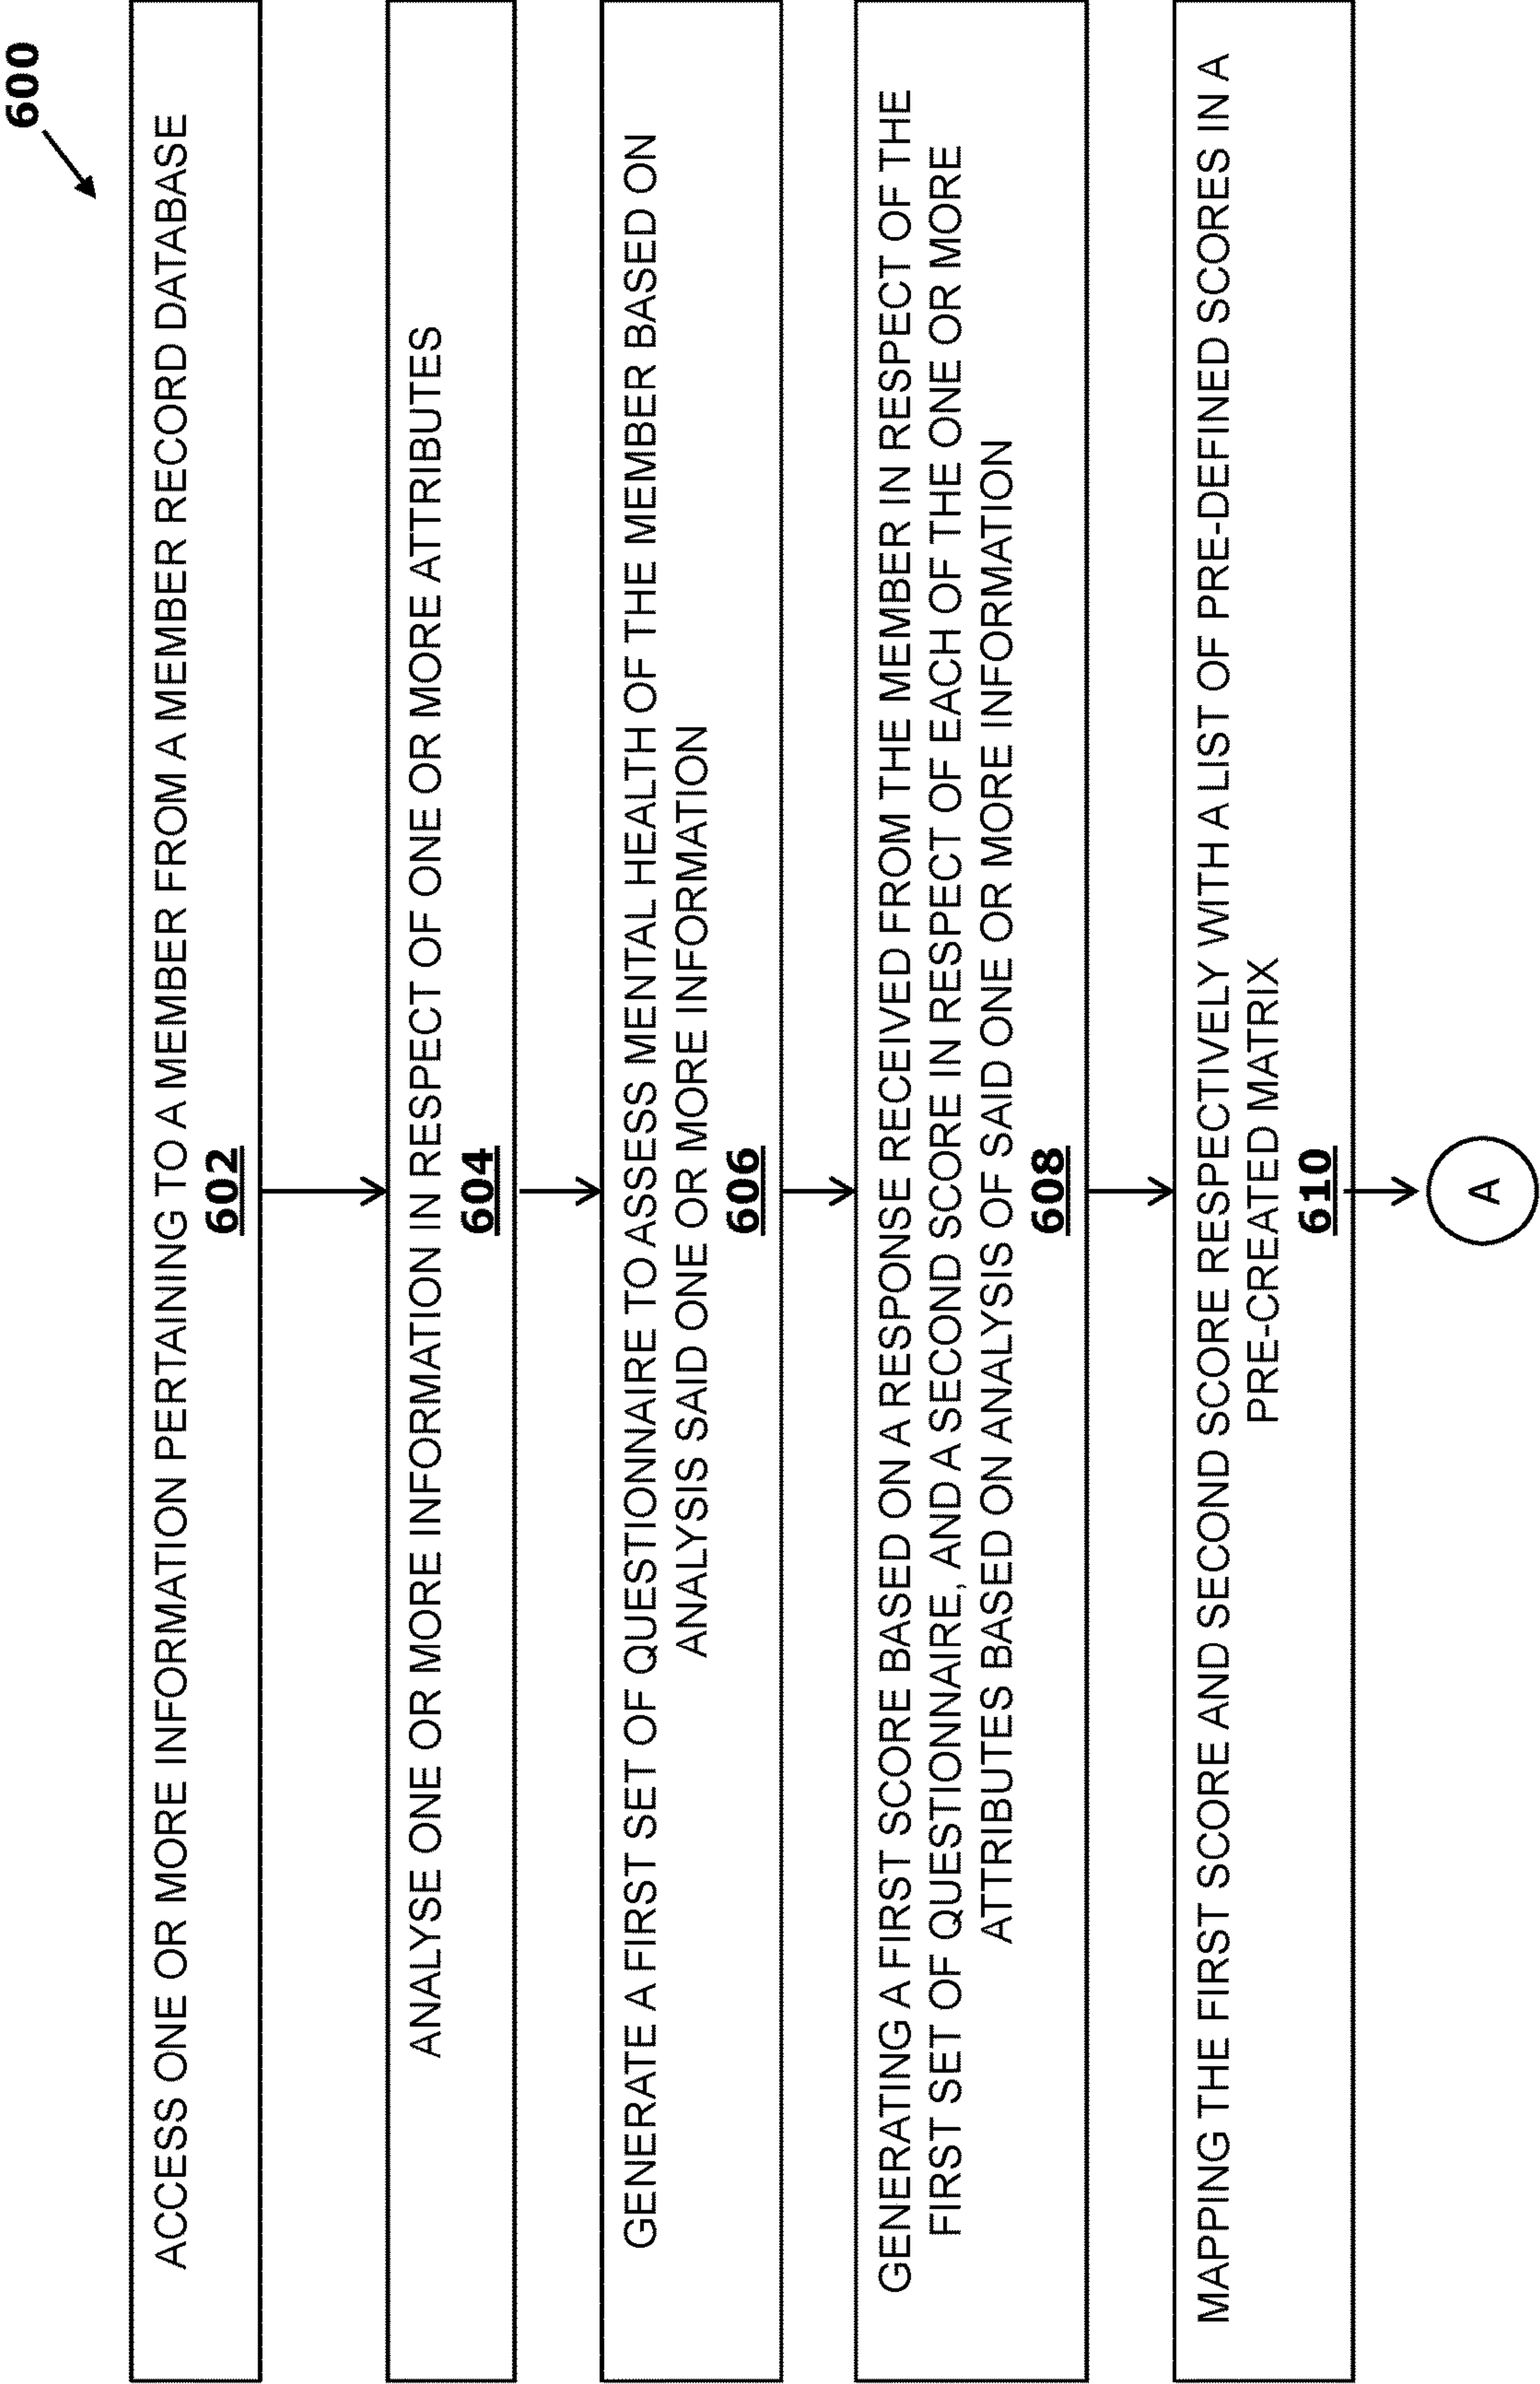 600
ACCESS ONE OR MORE INFORMATION PERTAINING TO A MEMBER FROM A MEMBER RECORD DATABASE
602
ANALYSE ONE OR MORE INFORMATION IN RESPECT OF ONE OR MORE ATTRIBUTES
604
GENERATE A FIRST SET OF QUESTIONNAIRE TO ASSESS MENTAL HEALTH OF THE MEMBER BASED ON
ANALYSIS SAID ONE OR MORE INFORMATION
606
GENERATING A FIRST SCORE BASED ON A RESPONSE RECEIVED FROM THE MEMBER IN RESPECT OF THE
FIRST SET OF QUESTIONNAIRE, AND A SECOND SCORE IN RESPECT OF EACH OF THE ONE OR MORE
ATTRIBUTES BASED ON ANALYSIS OF SAID ONE OR MORE INFORMATION
608
MAPPING THE FIRST SCORE AND SECOND SCORE RESPECTIVELY WITH A LIST OF PRE-DEFINED SCORES IN A
PRE-CREATED MATRIX
610
A